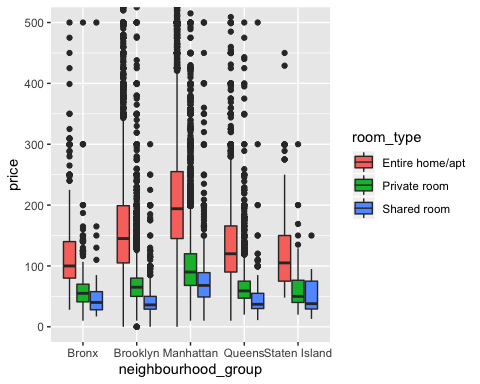 500
400
300
200
100
0
price
Bronx Brooklyn Manhattan Queens Staten Island
neighbourhood_group
room_type
Entire home/apt
Private room
Shared room